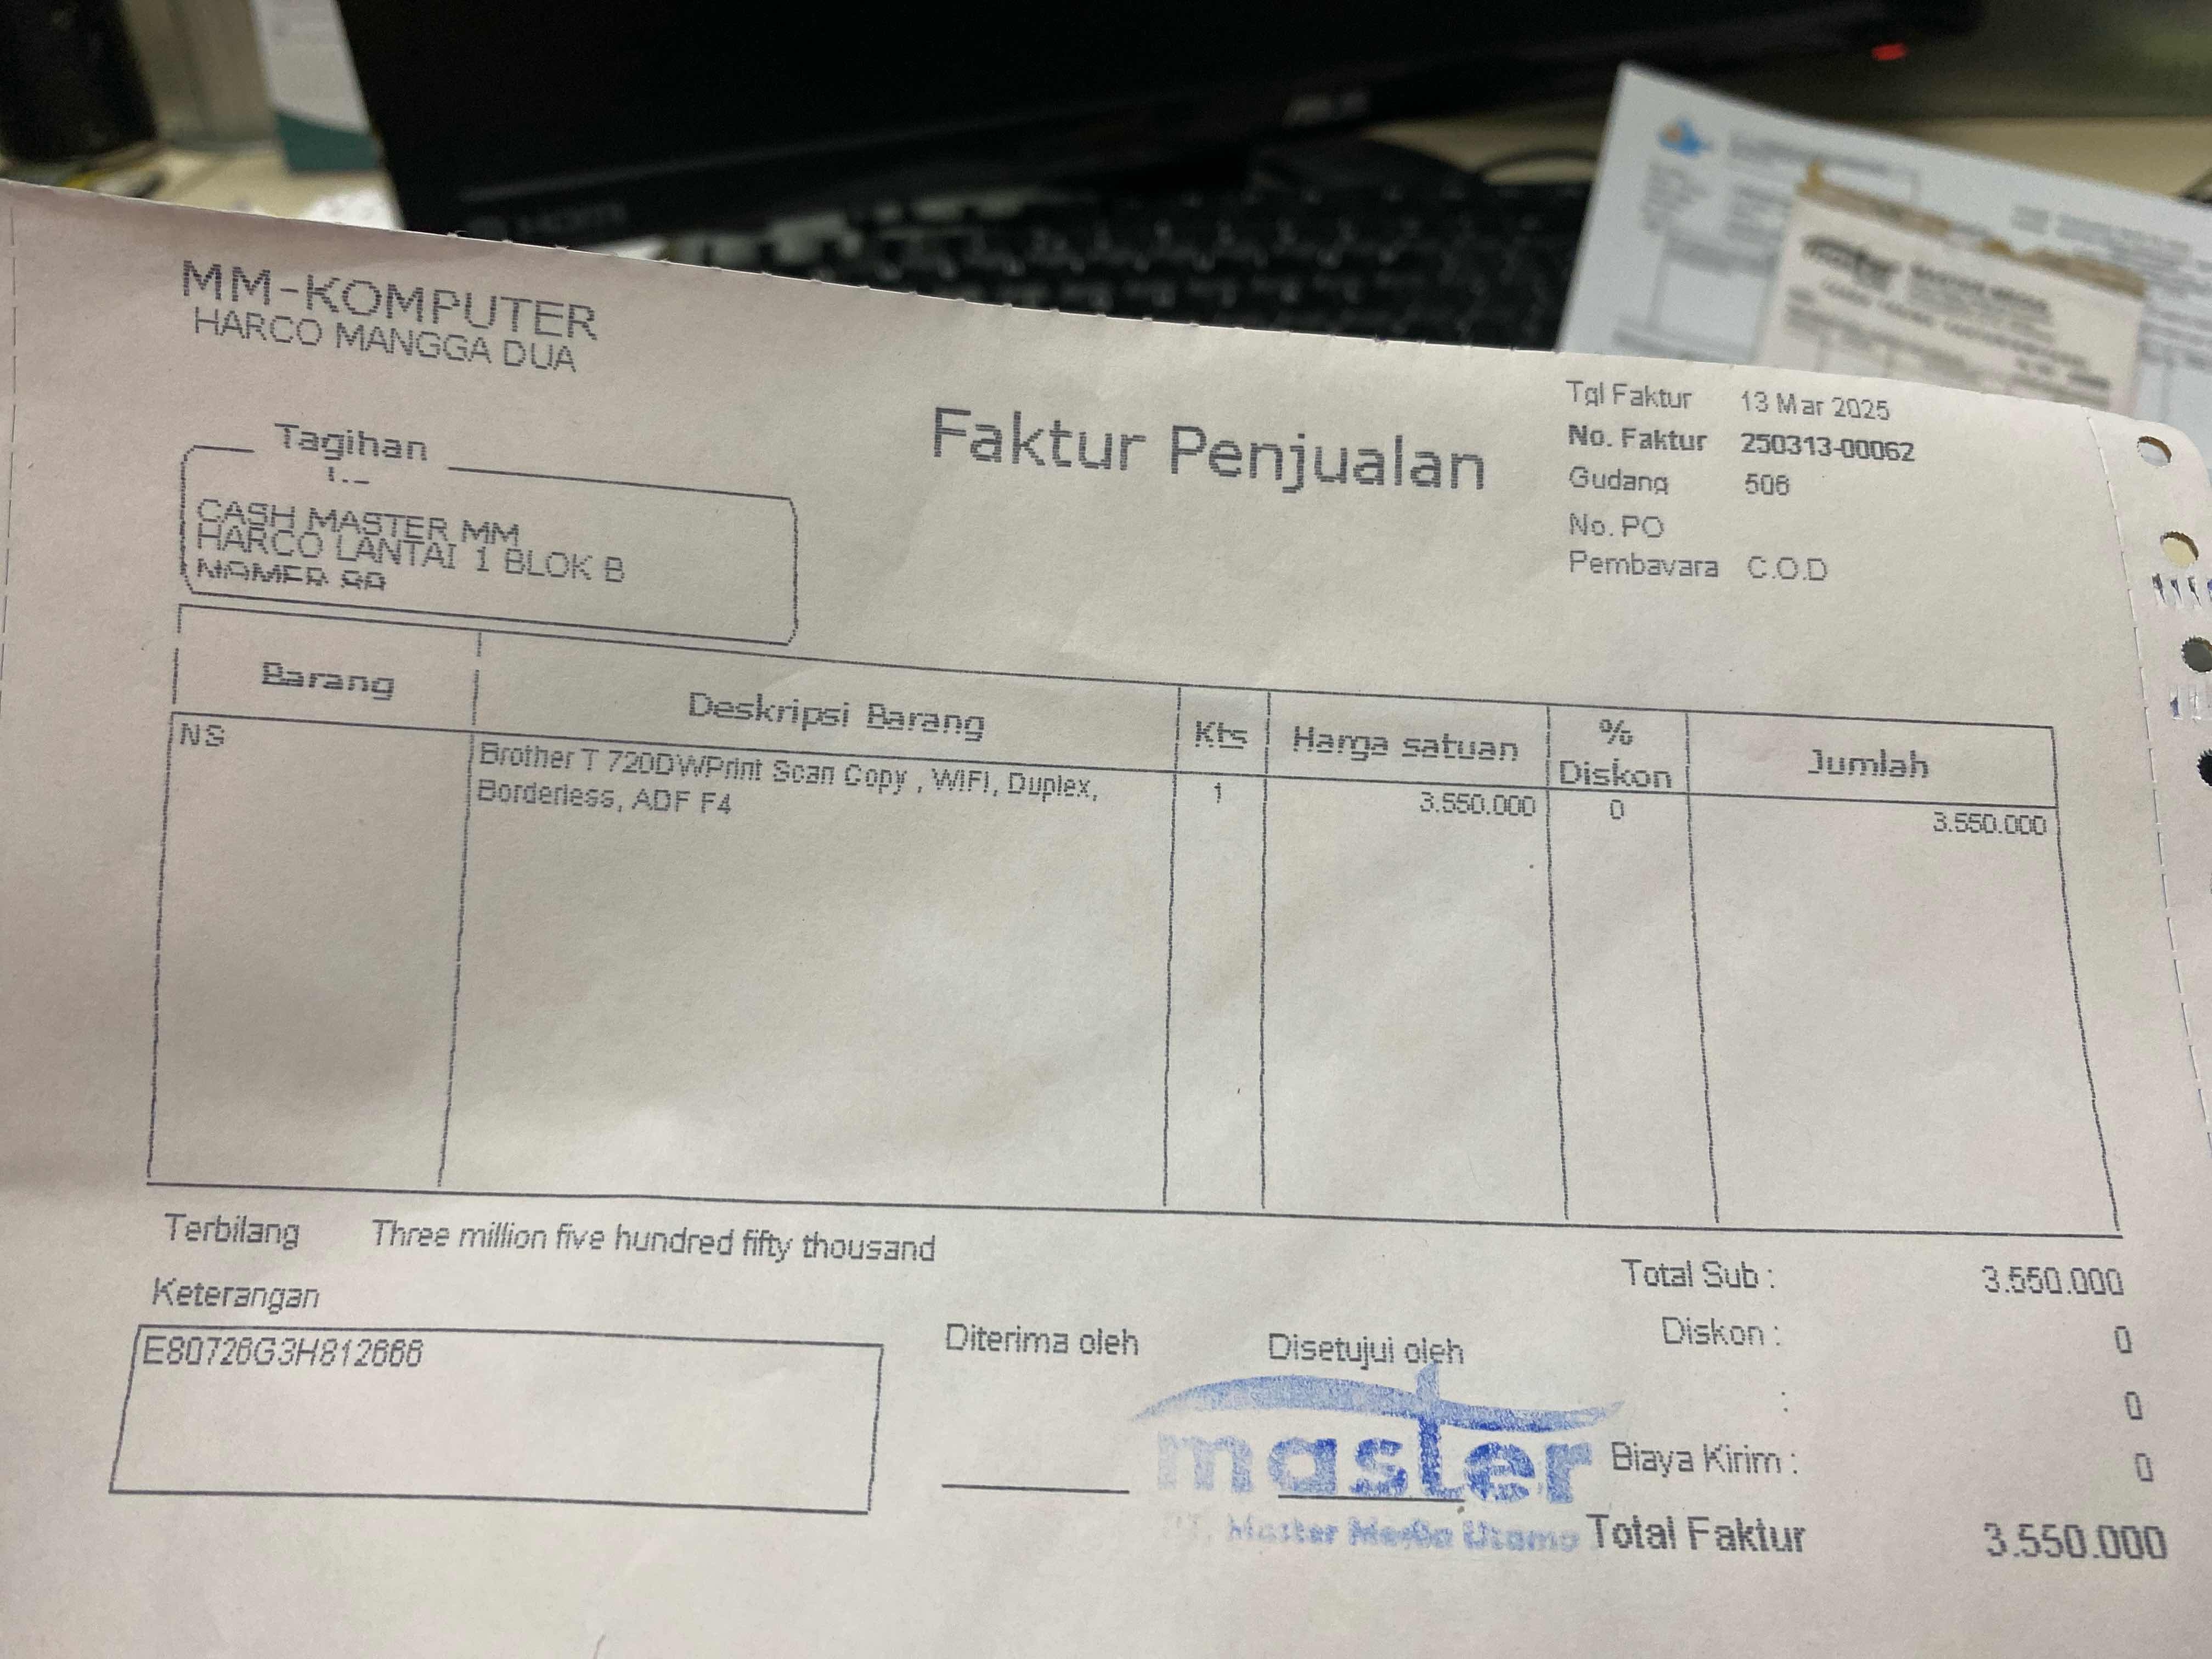 MM-KOMPUTER
HARCO MANGGA DUA
Tagihan
CASH MASTER MM
HARCO LANTAI 1 BLOK B
Faktur Penjualan
Tgl Faktur 13 Mar 2025
No. Faktur 250313-00062
Gudang 506
No. PO
Pembayara C.O.D
Barang Deskripsi Barang Kts Harga satuan % Diskon Jumlah
NS Brother T 720DWPrint Scan Copy , WIFI, Duplex, 1 3.550.000 0 3.550.000
Borderless, ADF F4
Terbilang Three million five hundred fifty thousand
Keterangan
E80726G3H812666
Diterima oleh
Disetujui oleh
master
PT. Master Media Utama
Total Sub : 3.550.000
Diskon : 0
: 0
Biaya Kirim : 0
Total Faktur 3.550.000